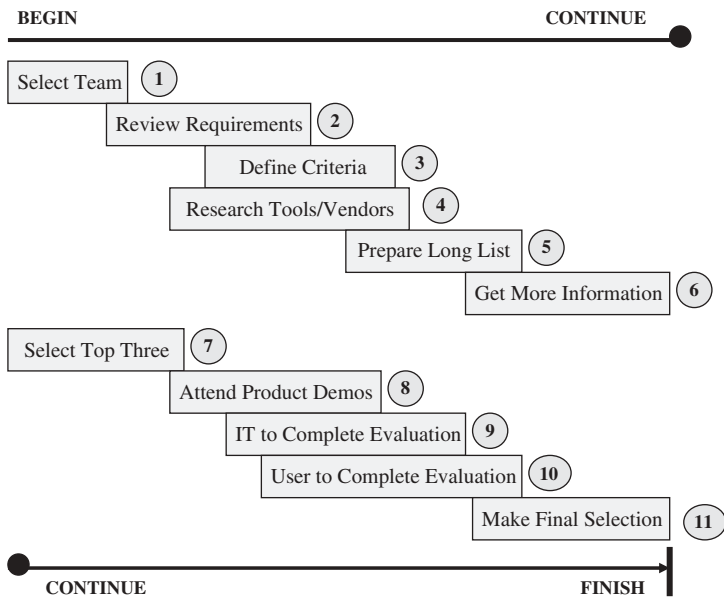 BEGIN CONTINUE
Select Team 1
Review Requirements 2
Define Criteria 3
Research Tools/Vendors 4
Prepare Long List 5
Get More Information 6
Select Top Three 7
Attend Product Demos 8
IT to Complete Evaluation 9
User to Complete Evaluation 10
Make Final Selection 11
CONTINUE FINISH